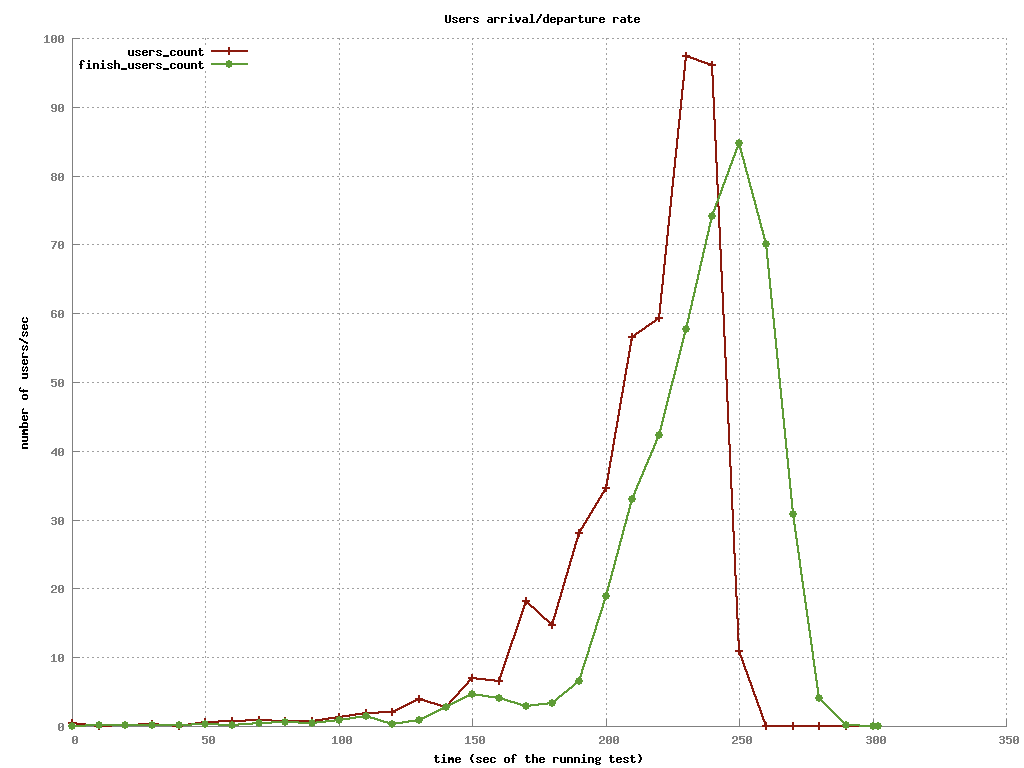 Users arrival/departure rate
users_count
finish_users_count
100
90
80
70
60
50
40
30
20
10
0
number of users/sec
0 50 100 150 200 250 300 350
time (sec of the running test)